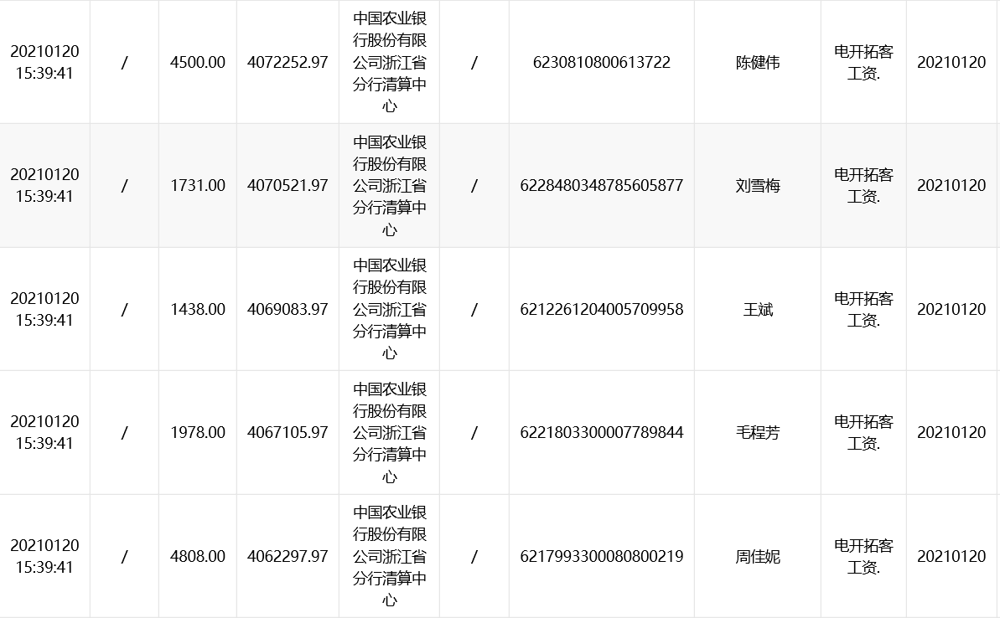 20210120
15:39:41
/
4500.00
4072252.97
中国农业银
行股份有限
公司浙江省
分行清算中
心
/
6230810800613722
陈健伟
电开拓客
工资.
20210120
20210120
15:39:41
/
1731.00
4070521.97
中国农业银
行股份有限
公司浙江省
分行清算中
心
/
6228480348785605877
刘雪梅
电开拓客
工资.
20210120
20210120
15:39:41
/
1438.00
4069083.97
中国农业银
行股份有限
公司浙江省
分行清算中
心
/
6212261204005709958
王斌
电开拓客
工资.
20210120
20210120
15:39:41
/
1978.00
4067105.97
中国农业银
行股份有限
公司浙江省
分行清算中
心
/
6221803300007789844
毛程芳
电开拓客
工资.
20210120
20210120
15:39:41
/
4808.00
4062297.97
中国农业银
行股份有限
公司浙江省
分行清算中
心
/
6217993300080800219
周佳妮
电开拓客
工资.
20210120